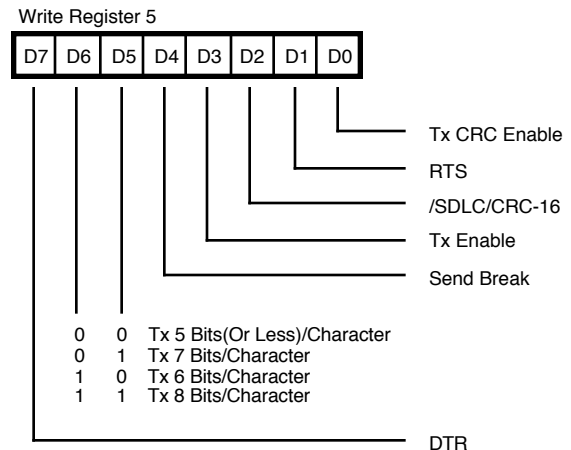 Write Register 5
D7 D6 D5 D4 D3 D2 D1 D0
Tx CRC Enable
RTS
/SDLC/CRC-16
Tx Enable
Send Break
0 0 Tx 5 Bits(Or Less)/Character
0 1 Tx 7 Bits/Character
1 0 Tx 6 Bits/Character
1 1 Tx 8 Bits/Character
DTR